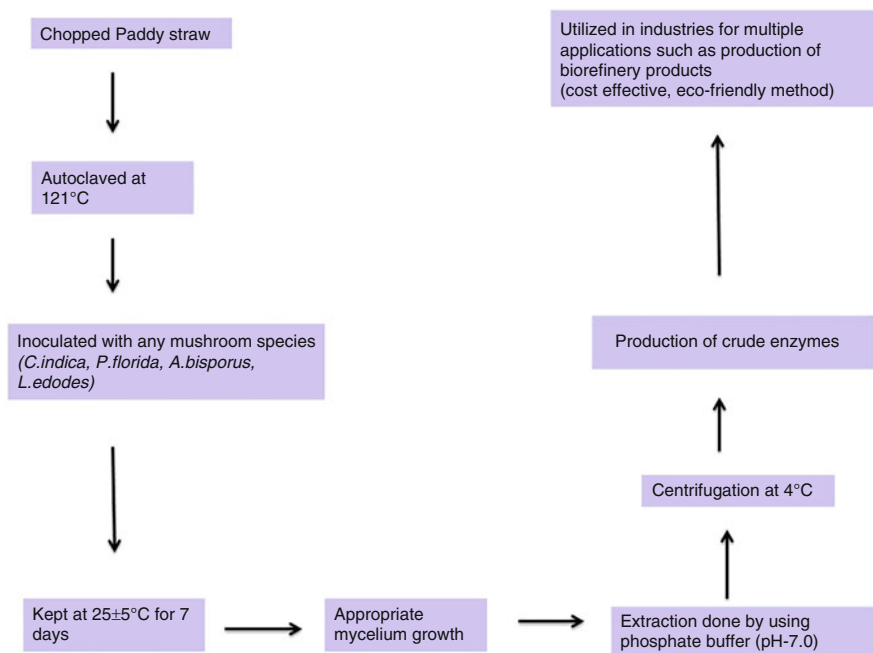 Chopped Paddy straw
Autoclaved at
121°C
Inoculated with any mushroom species
(C.indica, P.florida, A.bisporus,
L.edodes)
Kept at 25±5°C for 7
days
Appropriate
mycelium growth
Extraction done by using
phosphate buffer (pH-7.0)
Centrifugation at 4°C
Production of crude enzymes
Utilized in industries for multiple
applications such as production of
biorefinery products
(cost effective, eco-friendly method)